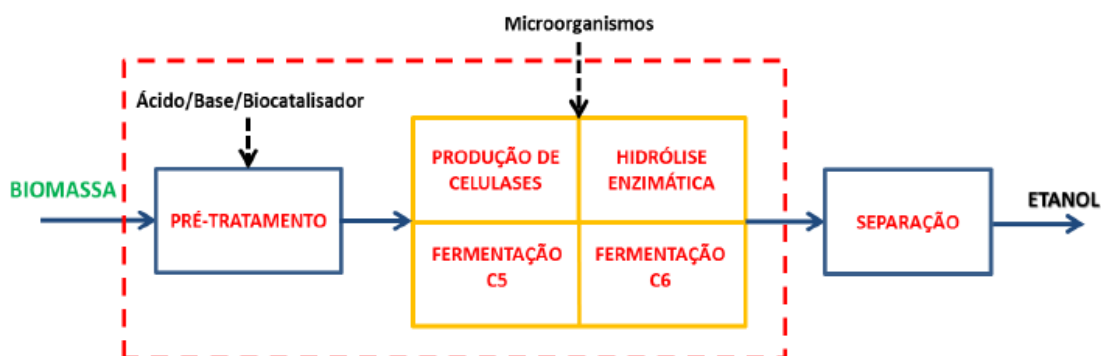 Microorganismos
Ácido/Base/Biocatalisador
BIOMASSA
PRÉ-TRATAMENTO
PRODUÇÃO DE
CELULASES
HIDRÓLISE
ENZIMÁTICA
FERMENTAÇÃO
C5
FERMENTAÇÃO
C6
SEPARAÇÃO
ETANOL